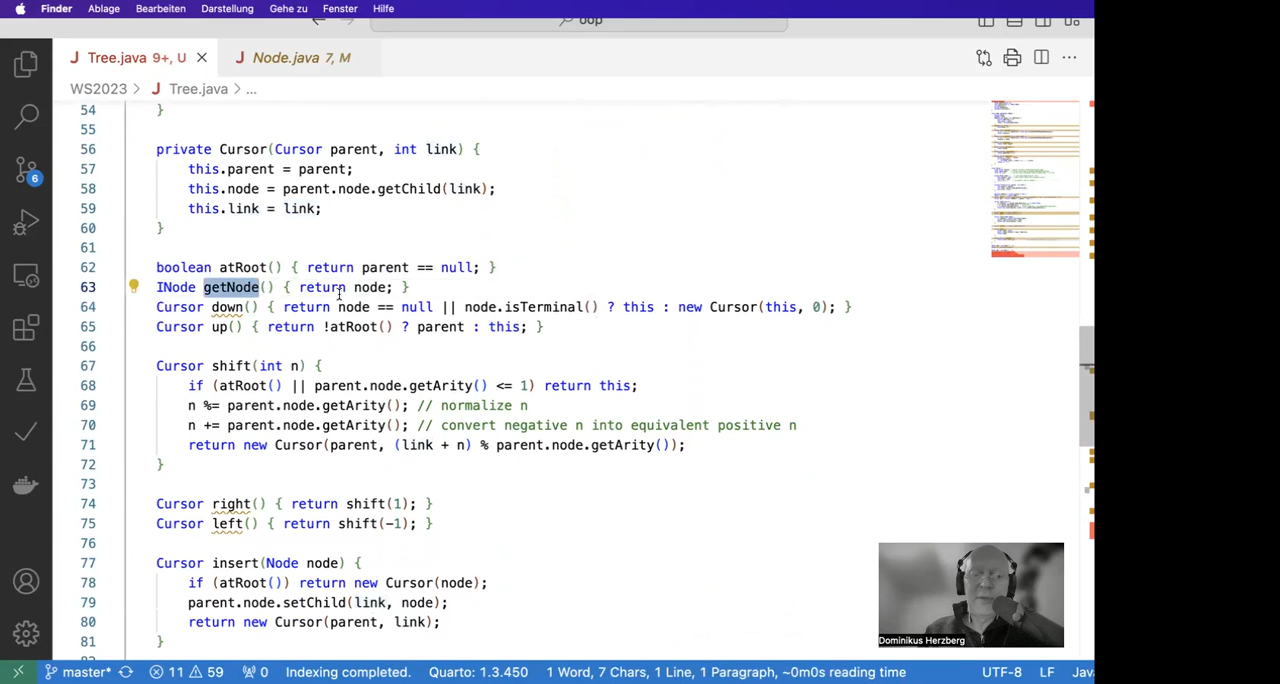 Finder Ablage Bearbeiten Darstellung Gehe zu Fenster Hilfe
oop
J Tree.java 9+, U
J Node.java 7, M
WS2023 > J Tree.java > ...
54 }
55
56 private Cursor(Cursor parent, int link) {
57 this.parent = parent;
58 this.node = parent.node.getChild(link);
59 this.link = link;
60 }
61
62 boolean atRoot() { return parent == null; }
63 INode getNode() { return node; }
64 Cursor down() { return node == null || node.isTerminal() ? this : new Cursor(this, 0); }
65 Cursor up() { return !atRoot() ? parent : this; }
66
67 Cursor shift(int n) {
68 if (atRoot() || parent.node.getArity() <= 1) return this;
69 n %= parent.node.getArity(); // normalize n
70 n += parent.node.getArity(); // convert negative n into equivalent positive n
71 return new Cursor(parent, (link + n) % parent.node.getArity());
72 }
73
74 Cursor right() { return shift(1); }
75 Cursor left() { return shift(-1); }
76
77 Cursor insert(Node node) {
78 if (atRoot()) return new Cursor(node);
79 parent.node.setChild(link, node);
80 return new Cursor(parent, link);
81 }
6
Dominikus Herzberg
master* 11 59 0 Indexing completed. Quarto: 1.3.450 1 Word, 7 Chars, 1 Line, 1 Paragraph, ~0m0s reading time UTF-8 LF Jav